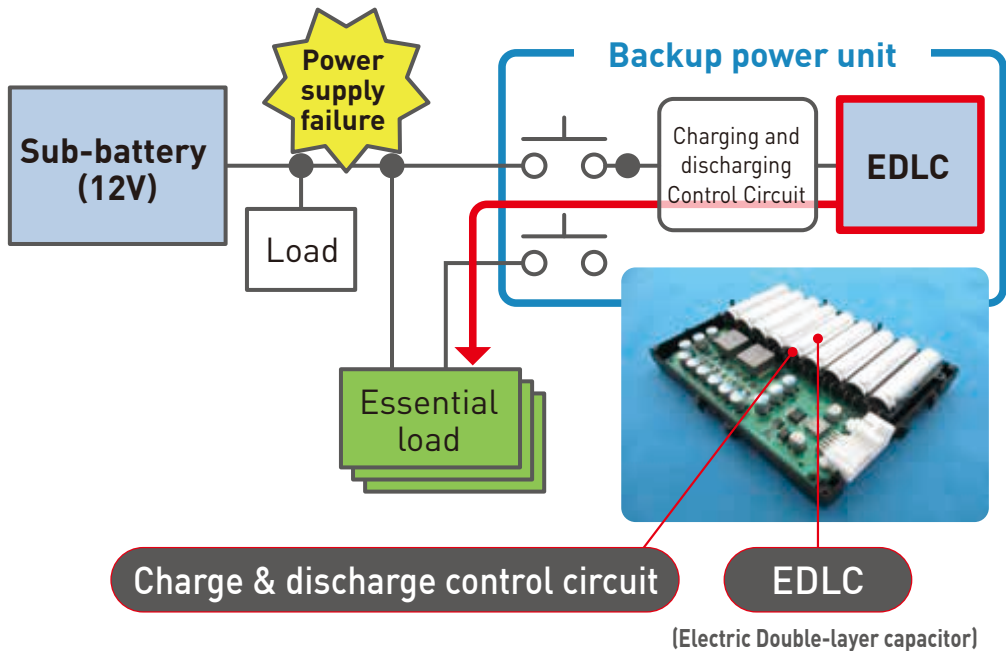 Power
supply
failure
Backup power unit
Sub-battery
(12V)
Charging and
discharging
Control Circuit
EDLC
Load
Essential
load
Charge & discharge control circuit
EDLC
(Electric Double-layer capacitor)